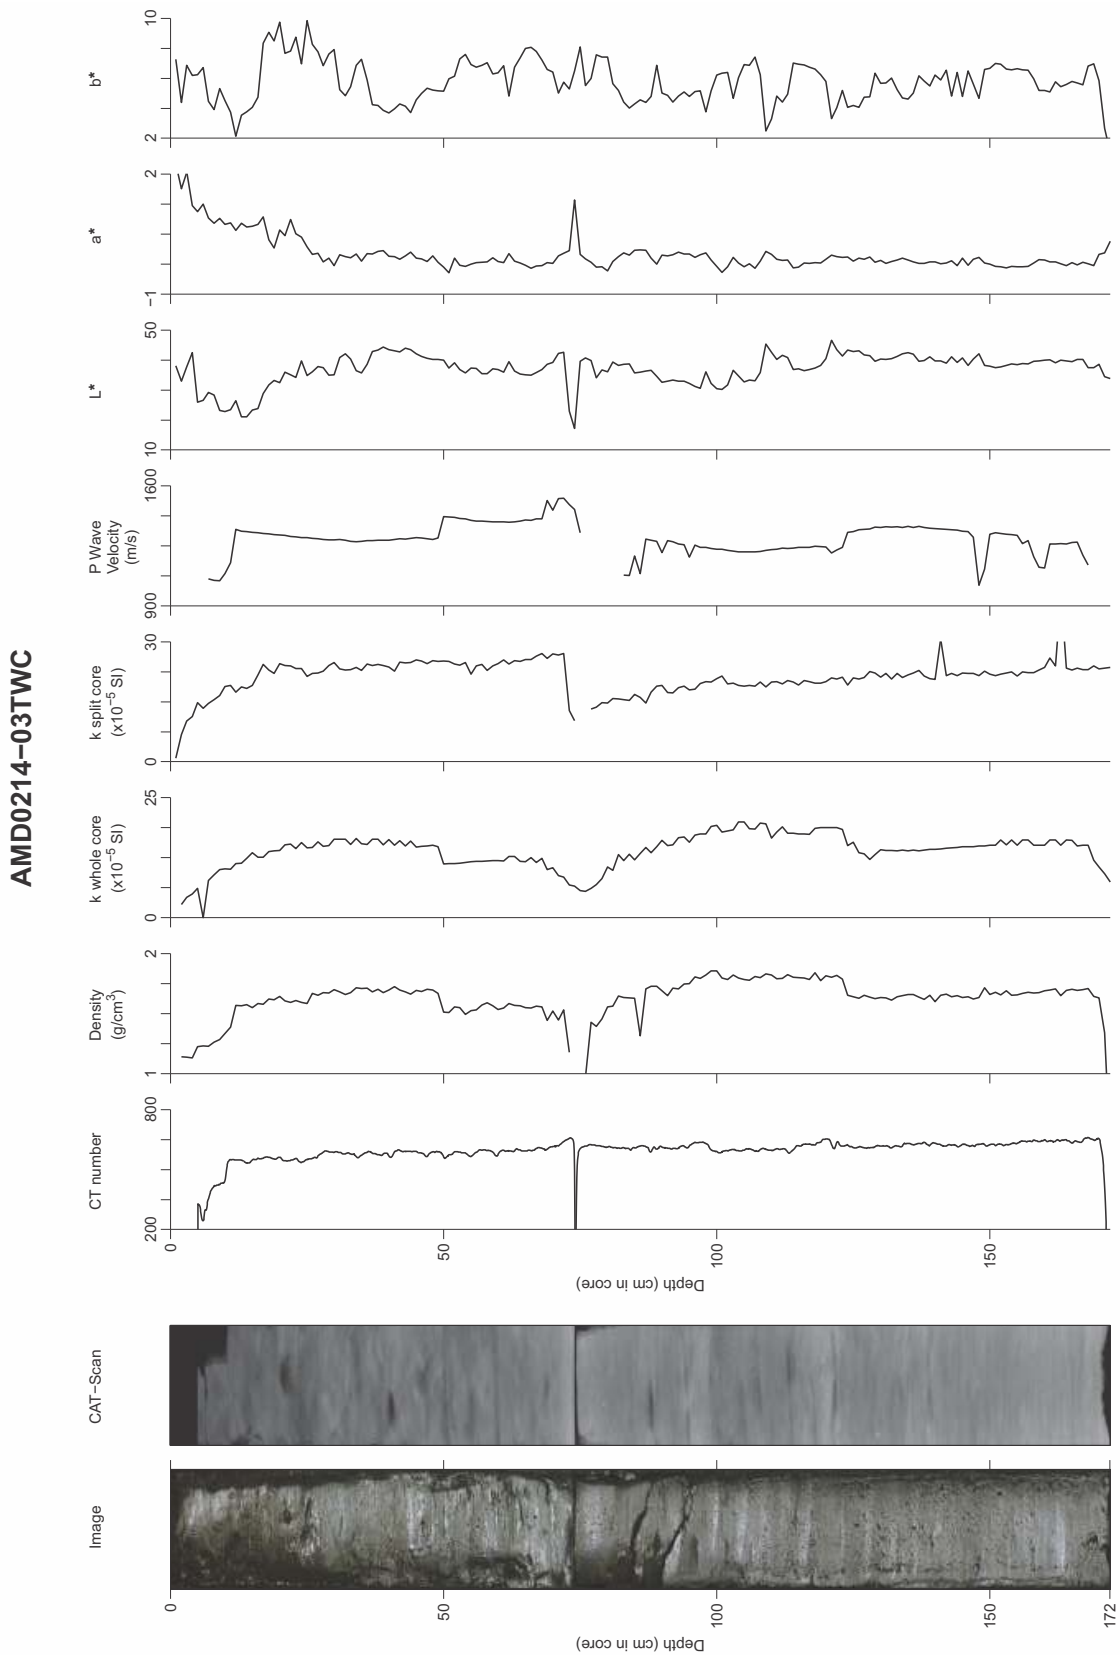 AMD0214−03TWC
b*
10
2
a*
2
−1
L*
50
10
P Wave
Velocity
(m/s)
1600
900
k split core
(x10⁻⁵ SI)
30
0
k whole core
(x10⁻⁵ SI)
25
0
Density
(g/cm³)
2
1
CT number
800
200
0
50
100
150
Depth (cm in core)
CAT−Scan
Image
0
50
100
150
172
Depth (cm in core)